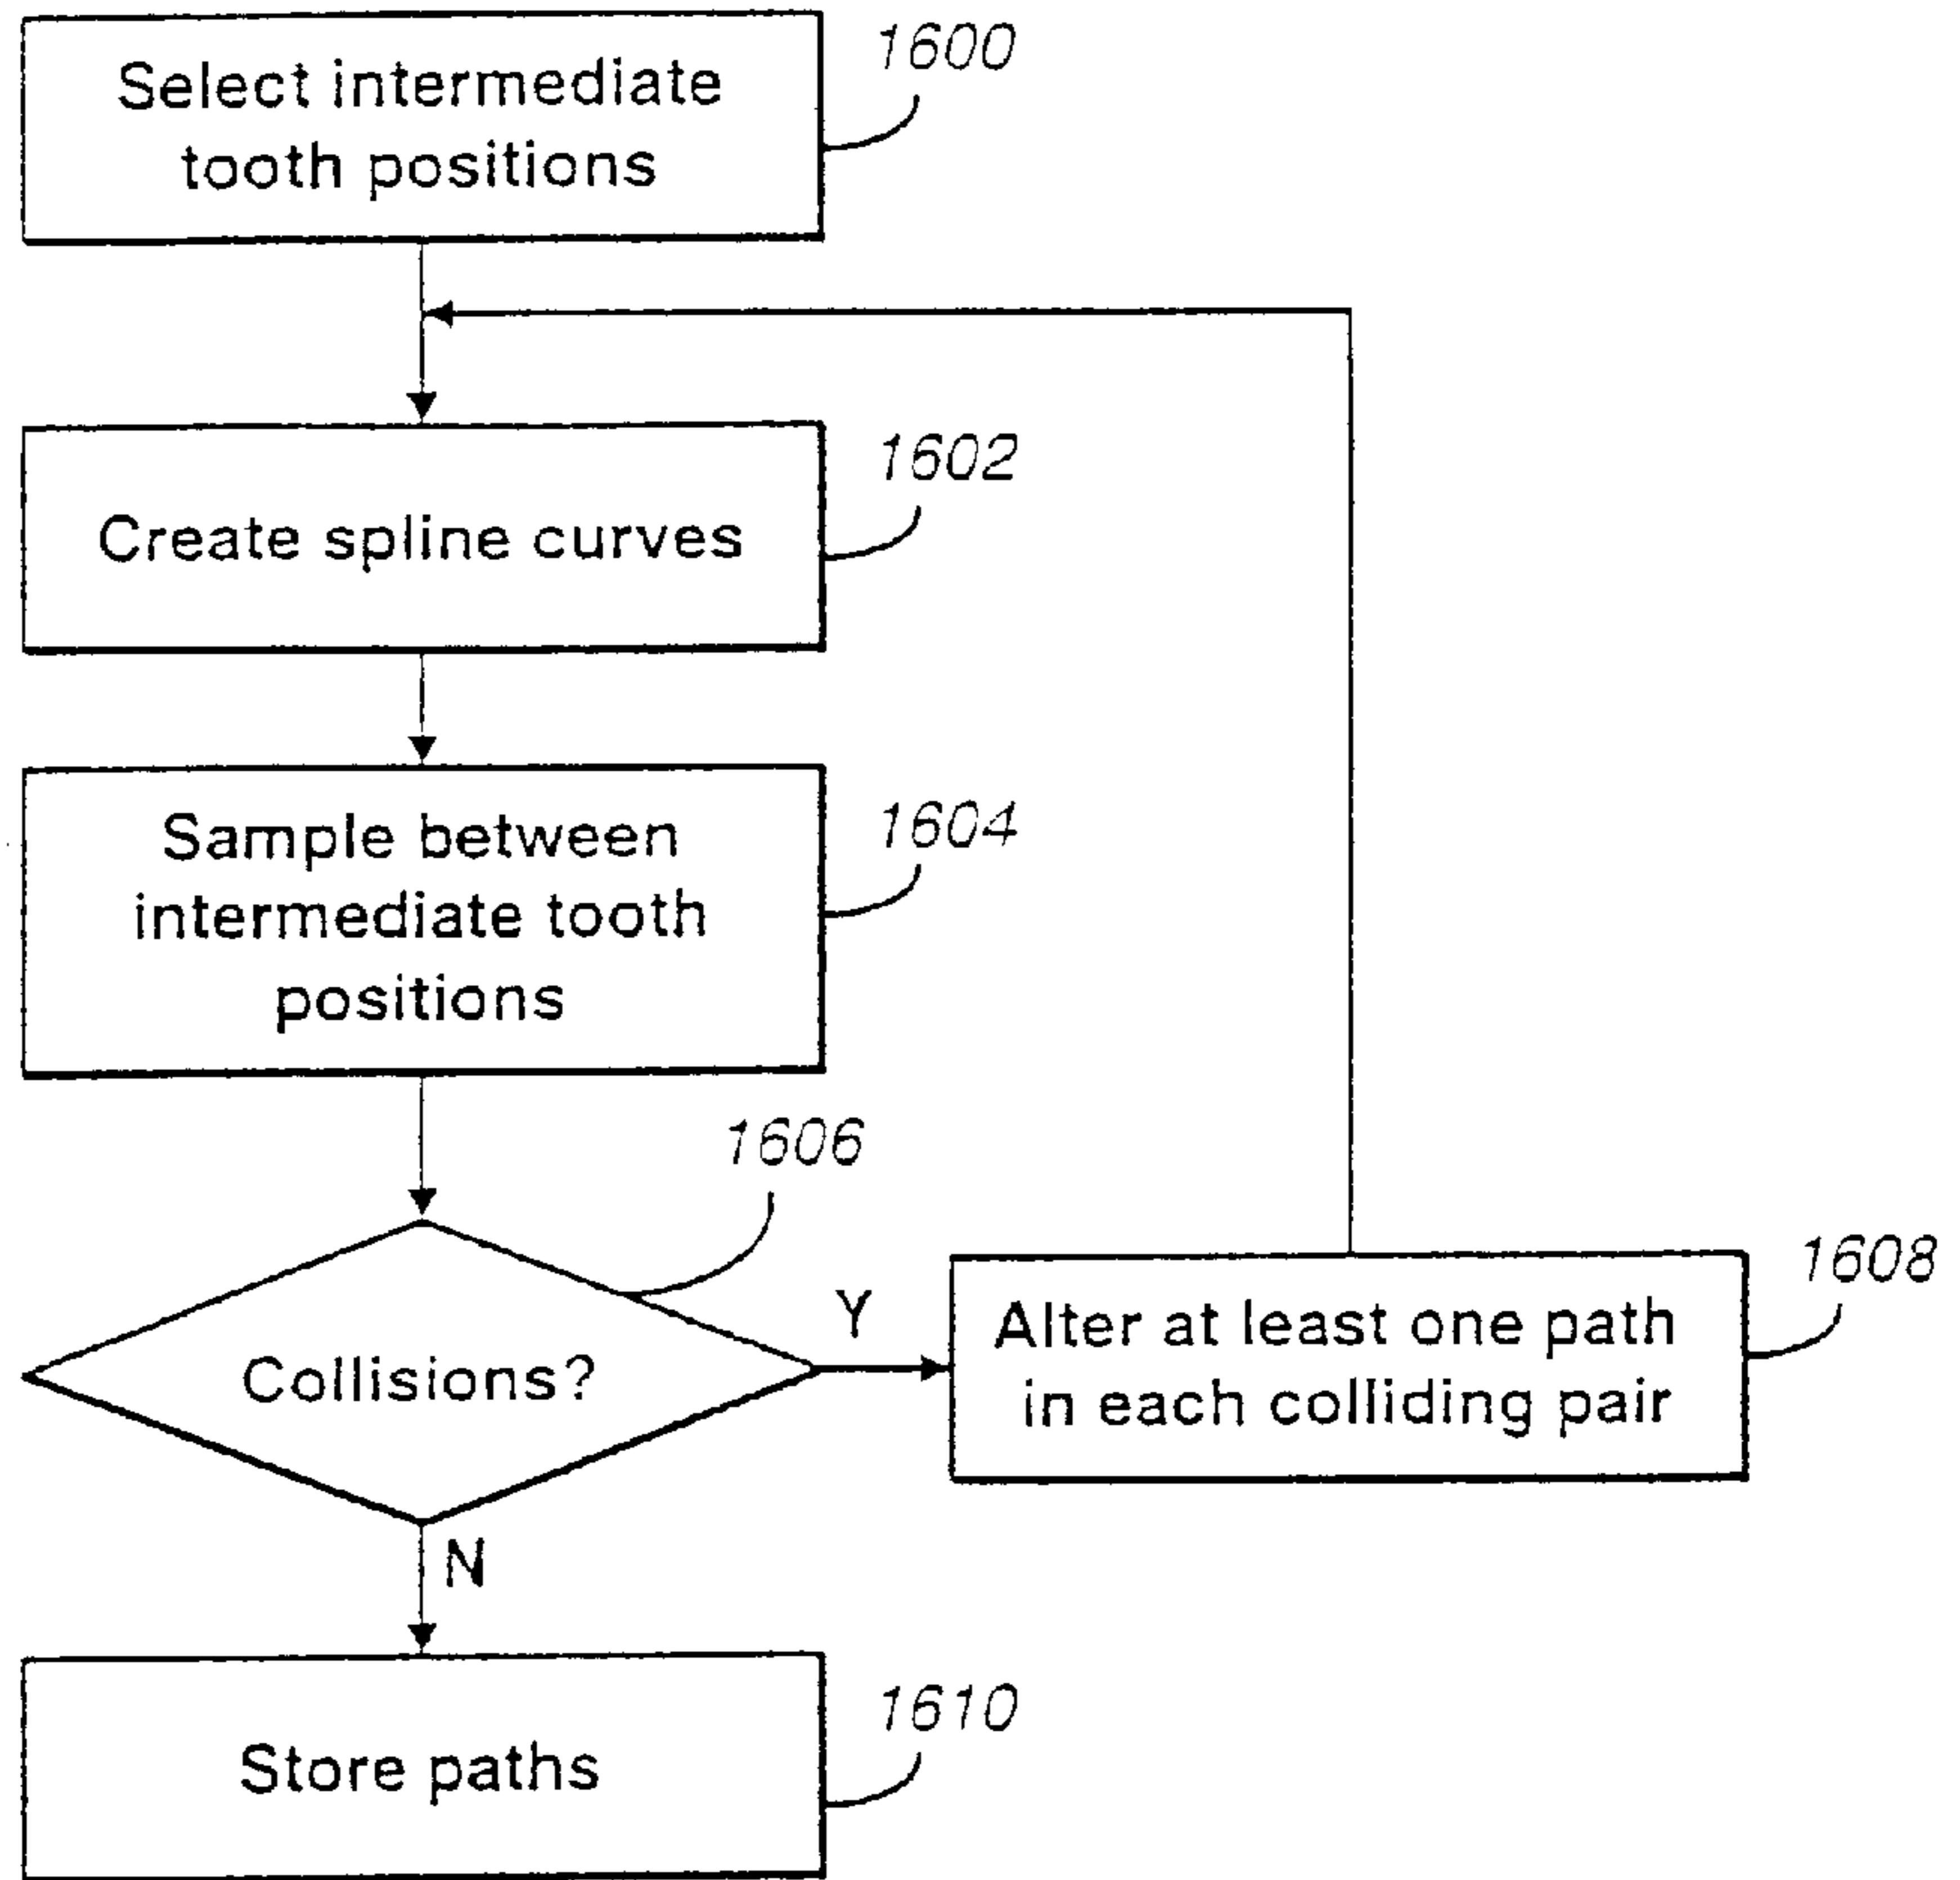 Select intermediate
tooth positions
1600
Create spline curves
1602
Sample between
intermediate tooth
positions
1604
Collisions?
1606
Y
Alter at least one path
in each colliding pair
1608
N
Store paths
1610